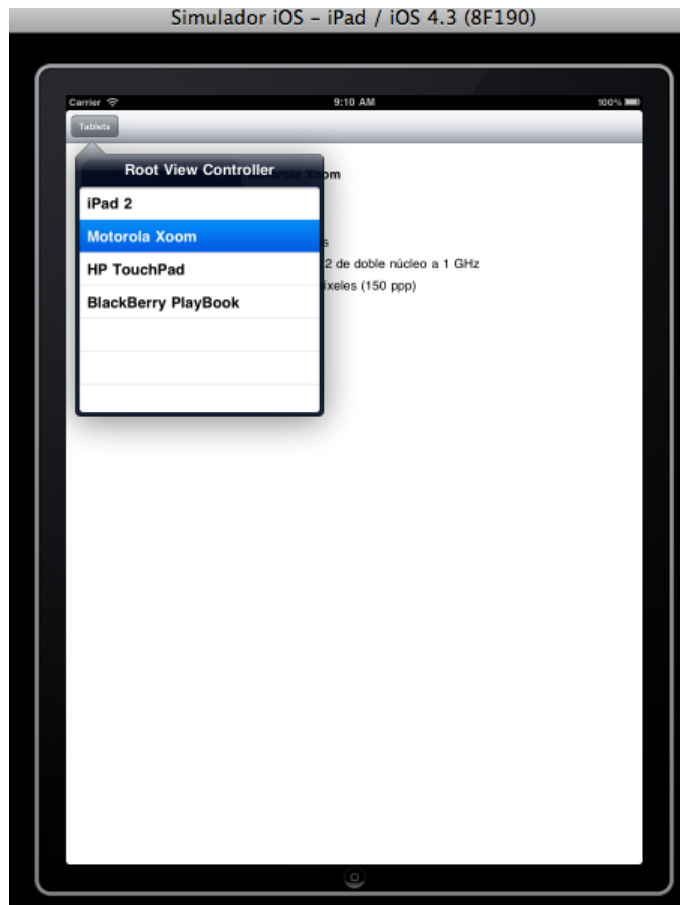 Simulador iOS – iPad / iOS 4.3 (8F190)
Carrier 9:10 AM 100%
Tablets
Root View Controller
Xoom
iPad 2
Motorola Xoom
HP TouchPad
2 de doble núcleo a 1 GHz
(150 ppp)
BlackBerry PlayBook